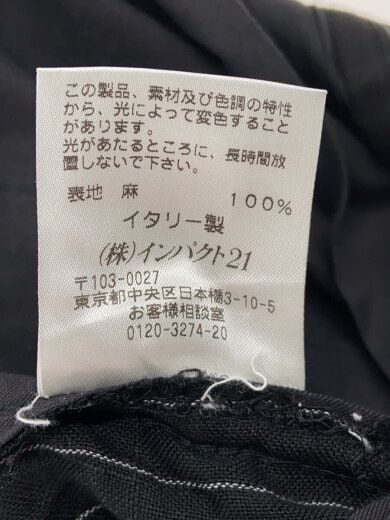 この製品、素材及び色調の特性
から、光によって変色すること
があります。
光があたるところに、長時間放
置しないで下さい。
表地 麻 100%
イタリー製
(株)インパクト21
〒103-0027
東京都中央区日本橋3-10-5
お客様相談室
0120-3274-20